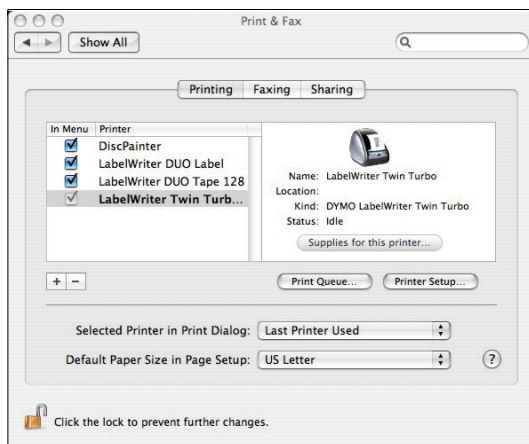 Print & Fax
Show All
Printing Faxing Sharing
In Menu Printer
DiscPainter
LabelWriter DUO Label
LabelWriter DUO Tape 128
LabelWriter Twin Turb...
Name: LabelWriter Twin Turbo
Location:
Kind: DYMO LabelWriter Twin Turbo
Status: Idle
Supplies for this printer...
+ −
Print Queue... Printer Setup...
Selected Printer in Print Dialog: Last Printer Used
Default Paper Size in Page Setup: US Letter ?
Click the lock to prevent further changes.